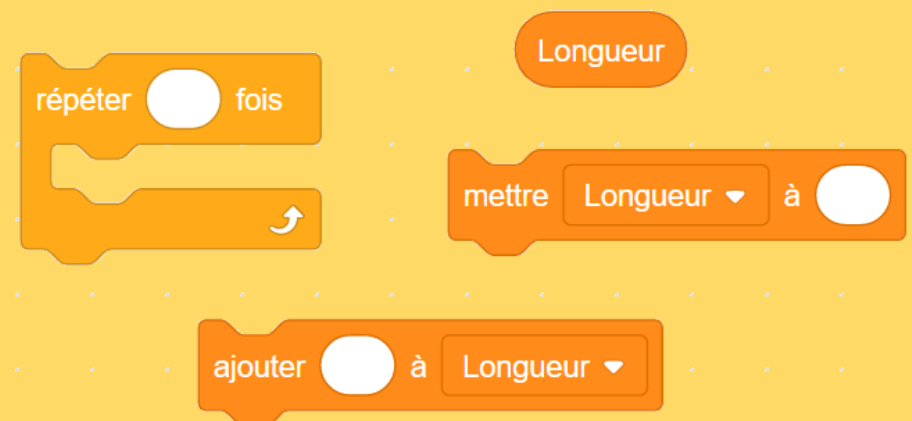 Longueur
répéter fois
mettre Longueur à
ajouter à Longueur